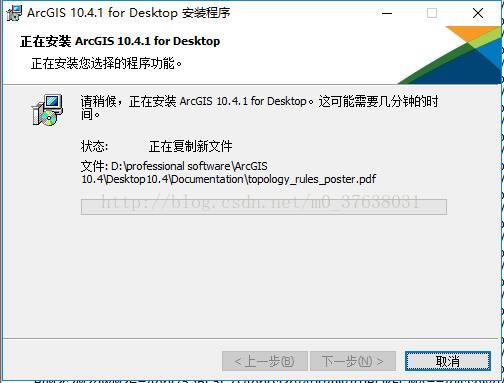 ArcGIS 10.4.1 for Desktop 安装程序
正在安装 ArcGIS 10.4.1 for Desktop
正在安装您选择的程序功能。
请稍候，正在安装 ArcGIS 10.4.1 for Desktop。这可能需要几分钟的时
间。
状态: 正在复制新文件
文件: D:\professional software\ArcGIS
10.4\Desktop10.4\Documentation\topology_rules_poster.pdf
http://blog.csdn.net/m0_37638031
< 上一步(B) 下一步(N) > 取消